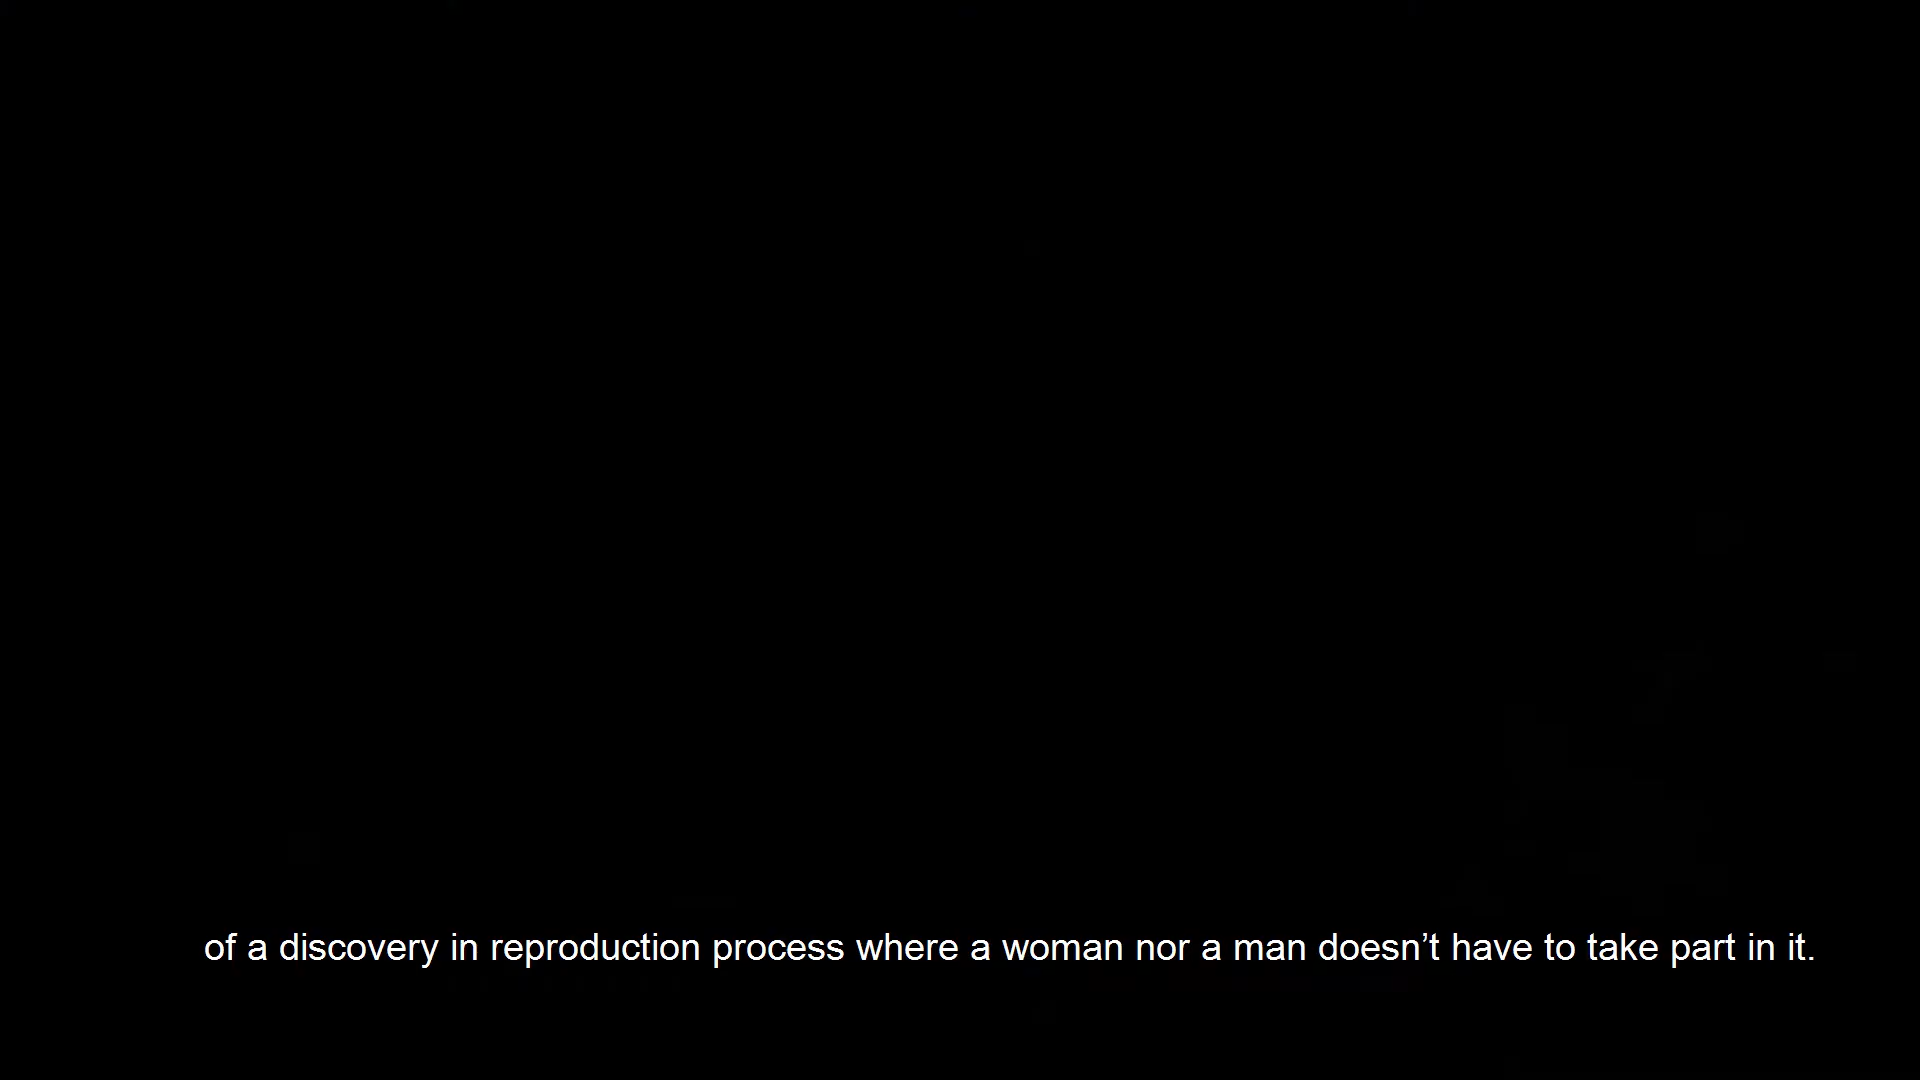 of a discovery in reproduction process where a woman nor a man doesn’t have to take part in it.